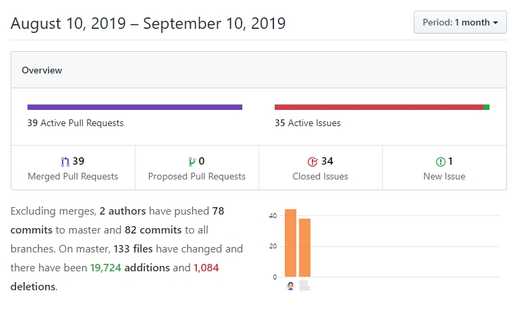 August 10, 2019 – September 10, 2019
Period: 1 month
Overview
39 Active Pull Requests
35 Active Issues
39
Merged Pull Requests
0
Proposed Pull Requests
34
Closed Issues
1
New Issue
Excluding merges, 2 authors have pushed 78
commits to master and 82 commits to all
branches. On master, 133 files have changed and
there have been 19,724 additions and 1,084
deletions.
40
20
0